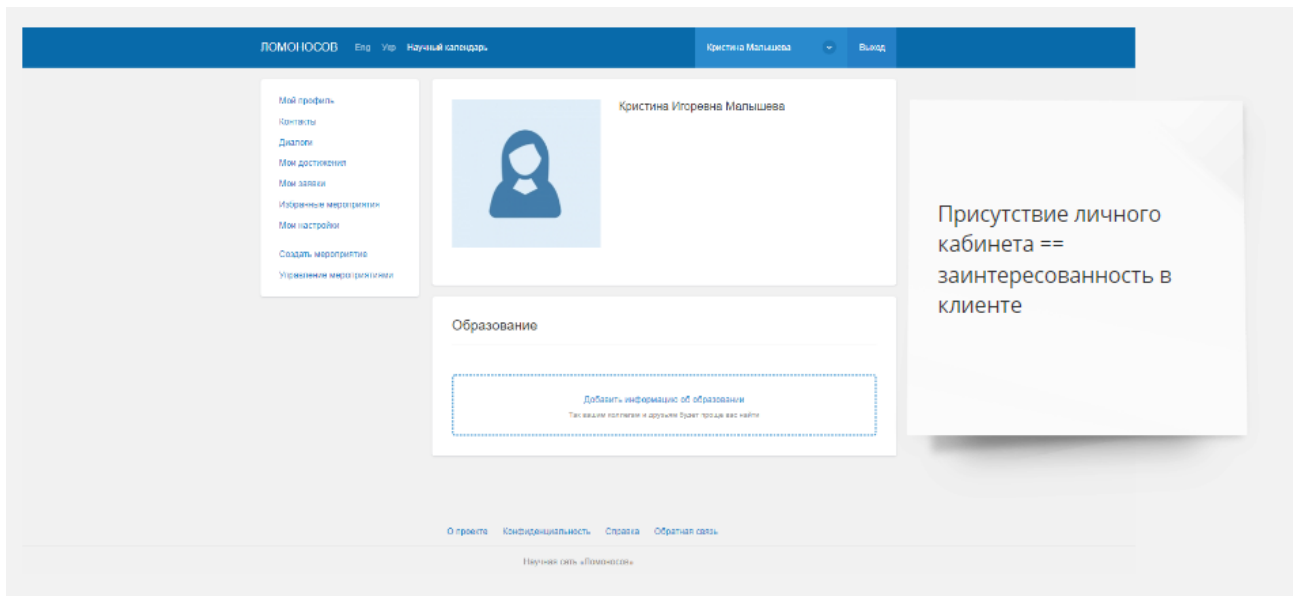 ЛОМОНОСОВ Eng Укр Научный календарь Кристина Малышева Выход
Мой профиль
Контакты
Диалоги
Мои достижения
Мои заявки
Избранные мероприятия
Мои настройки
Создать мероприятие
Управление мероприятиями
Кристина Игоревна Малышева
Образование
Добавить информацию об образовании
Так вашим коллегам и друзьям будет проще вас найти
Присутствие личного
кабинета ==
заинтересованность в
клиенте
О проекте Конфиденциальность Справка Обратная связь
Научная сеть «Ломоносов»